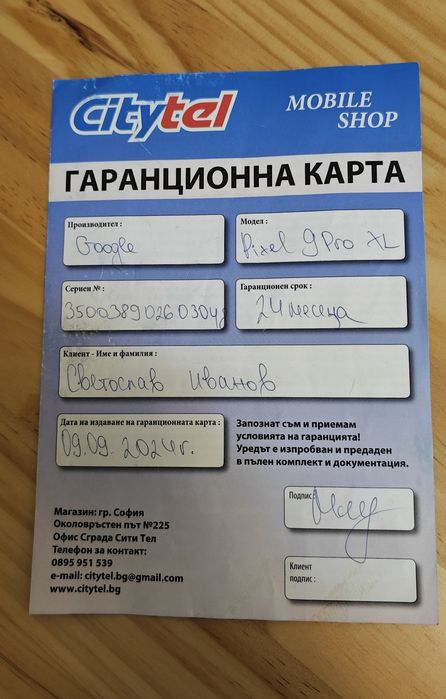 Citytel
MOBILE
SHOP
ГАРАНЦИОННА КАРТА
Производител :
Google
Модел :
Pixel 9 Pro XL
Сериен № :
Гаранционен срок :
24 месеца
Клиент - Име и фамилия :
Светослав Иванов
Дата на издаване на гаранционната карта :
09.09.2024г.
Запознат съм и приемам
условията на гаранцията!
Уредът е изпробван и предаден
в пълен комплект и документация.
Подпис
Магазин: гр. София
Околовръстен път №225
Офис Сграда Сити Тел
Телефон за контакт:
0895 951 539
e-mail: citytel.bg@gmail.com
www.citytel.bg
Клиент
подпис :